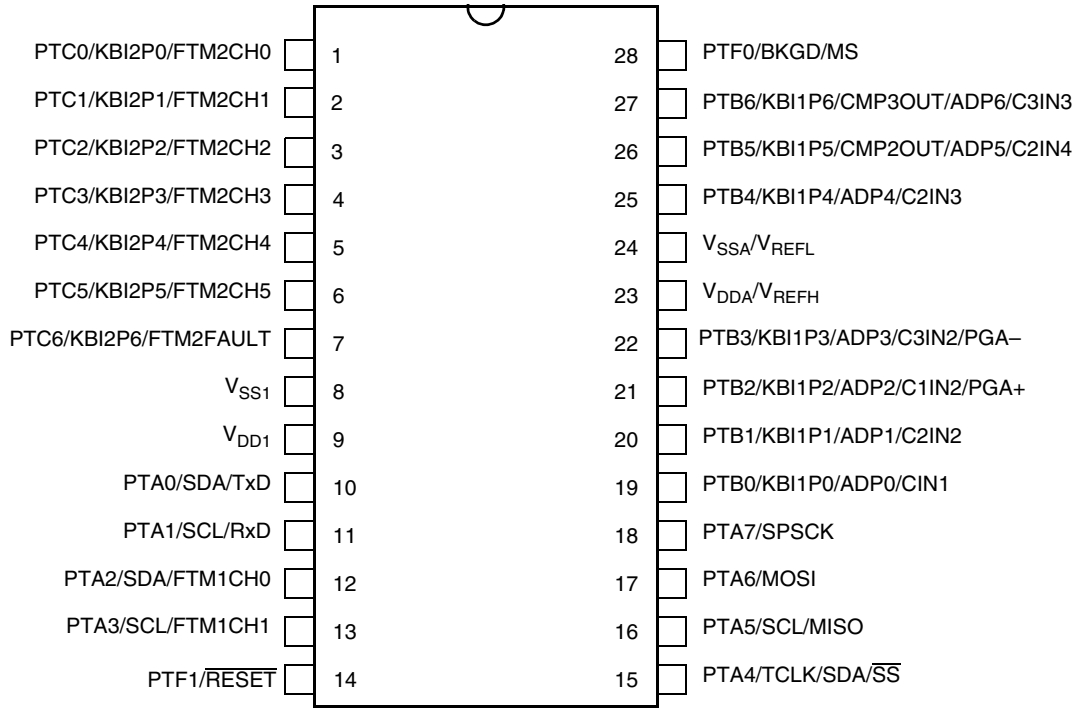 PTC0/KBI2P0/FTM2CH0 1 28 PTF0/BKGD/MS
PTC1/KBI2P1/FTM2CH1 2 27 PTB6/KBI1P6/CMP3OUT/ADP6/C3IN3
PTC2/KBI2P2/FTM2CH2 3 26 PTB5/KBI1P5/CMP2OUT/ADP5/C2IN4
PTC3/KBI2P3/FTM2CH3 4 25 PTB4/KBI1P4/ADP4/C2IN3
PTC4/KBI2P4/FTM2CH4 5 24 VSSA/VREFL
PTC5/KBI2P5/FTM2CH5 6 23 VDDA/VREFH
PTC6/KBI2P6/FTM2FAULT 7 22 PTB3/KBI1P3/ADP3/C3IN2/PGA–
VSS1 8 21 PTB2/KBI1P2/ADP2/C1IN2/PGA+
VDD1 9 20 PTB1/KBI1P1/ADP1/C2IN2
PTA0/SDA/TxD 10 19 PTB0/KBI1P0/ADP0/CIN1
PTA1/SCL/RxD 11 18 PTA7/SPSCK
PTA2/SDA/FTM1CH0 12 17 PTA6/MOSI
PTA3/SCL/FTM1CH1 13 16 PTA5/SCL/MISO
PTF1/RESET 14 15 PTA4/TCLK/SDA/SS